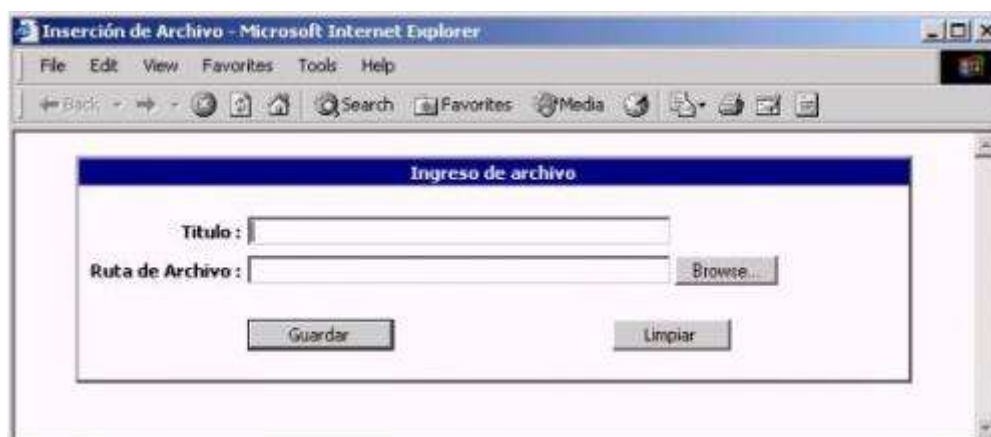 Inserción de Archivo - Microsoft Internet Explorer
File Edit View Favorites Tools Help
Back Search Favorites Media
Ingreso de archivo
Titulo :
Ruta de Archivo : Browse...
Guardar Limpiar